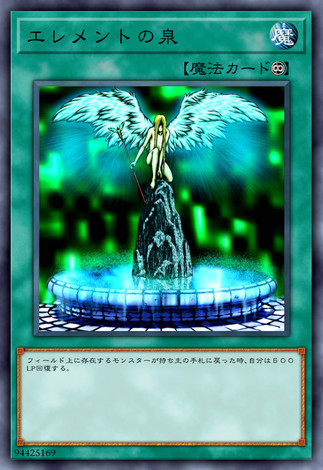 エレメントの泉
魔
【魔法カード∞】
フィールド上に存在するモンスターが持ち主の手札に戻った時、自分は５００
LP回復する。
94425169